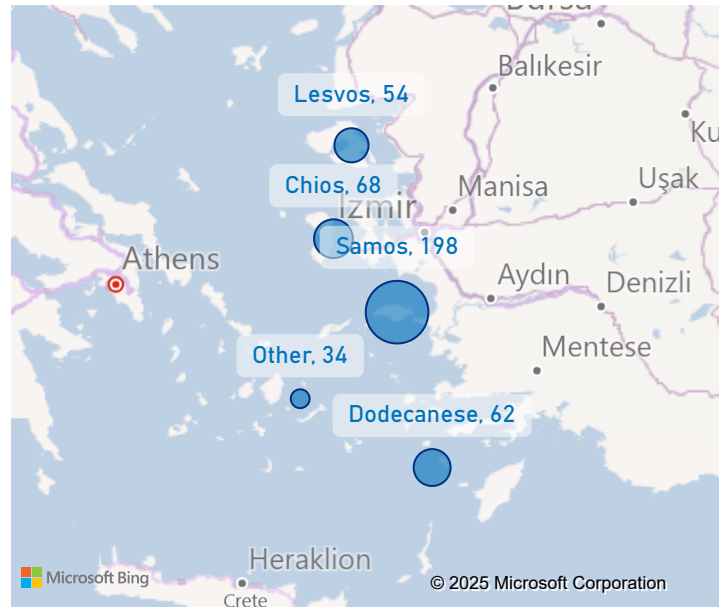 Bursa
Balıkesir
Lesvos, 54
Ku
Chios, 68
Manisa
Uşak
Izmir
Samos, 198
Athens
Aydın
Denizli
Other, 34
Mentese
Dodecanese, 62
Heraklion
Microsoft Bing
© 2025 Microsoft Corporation
Crete